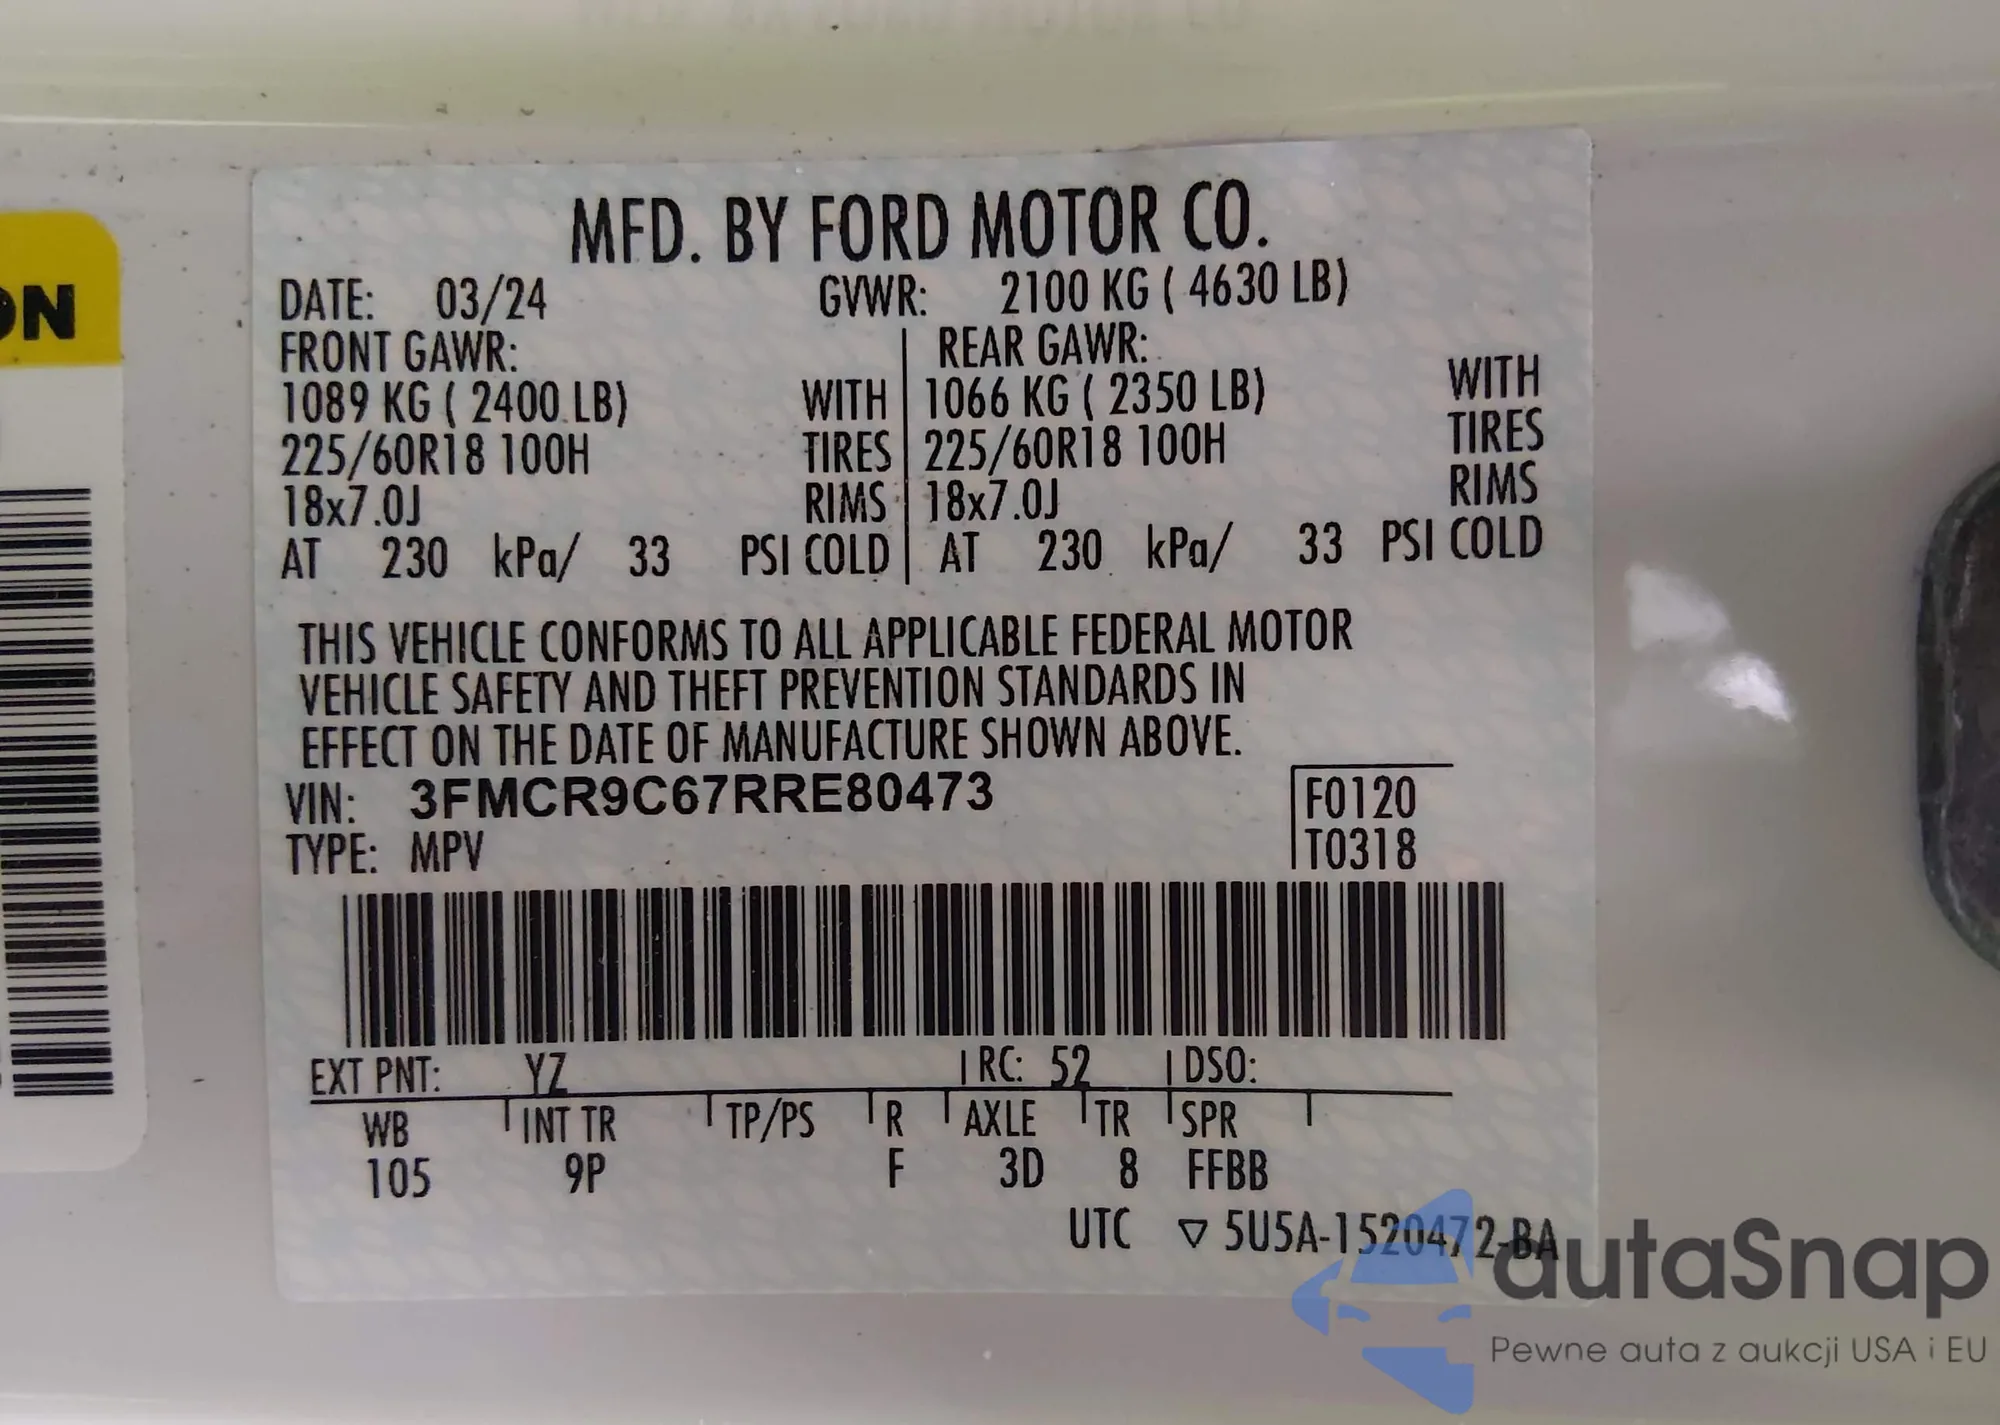 ON
MFD. BY FORD MOTOR CO.
DATE: 03/24 GVWR: 2100 KG ( 4630 LB)
FRONT GAWR: REAR GAWR:
1089 KG ( 2400 LB) WITH 1066 KG ( 2350 LB) WITH
225/60R18 100H TIRES 225/60R18 100H TIRES
18x7.0J RIMS 18x7.0J RIMS
AT 230 kPa/ 33 PSI COLD AT 230 kPa/ 33 PSI COLD
THIS VEHICLE CONFORMS TO ALL APPLICABLE FEDERAL MOTOR
VEHICLE SAFETY AND THEFT PREVENTION STANDARDS IN
EFFECT ON THE DATE OF MANUFACTURE SHOWN ABOVE.
VIN: 3FMCR9C67RRE80473 F0120
TYPE: MPV T0318
EXT PNT: YZ RC: 52 DSO:
WB INT TR TP/PS R AXLE TR SPR
105 9P F 3D 8 FFBB
UTC ▽ 5U5A-1520472-BA
autaSnap
Pewne auta z aukcji USA i EU